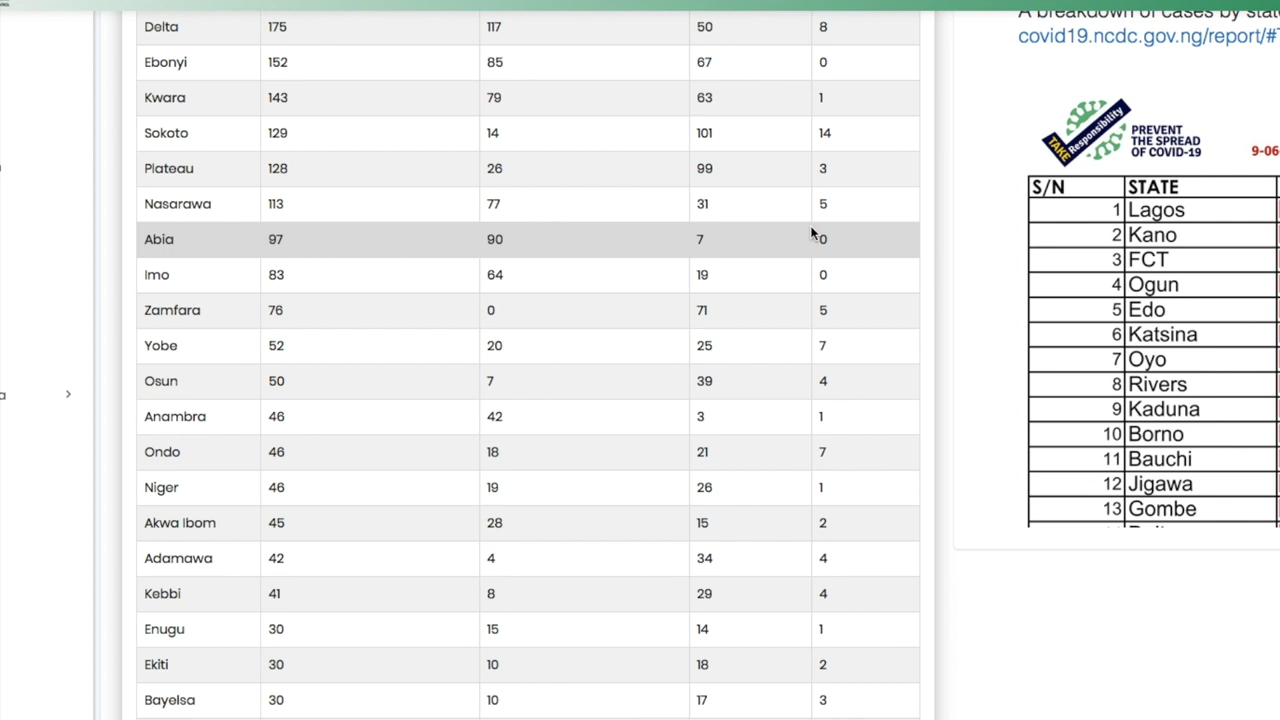 Delta 175 117 50 8
Ebonyi 152 85 67 0
Kwara 143 79 63 1
Sokoto 129 14 101 14
Plateau 128 26 99 3
Nasarawa 113 77 31 5
Abia 97 90 7 0
Imo 83 64 19 0
Zamfara 76 0 71 5
Yobe 52 20 25 7
Osun 50 7 39 4
Anambra 46 42 3 1
Ondo 46 18 21 7
Niger 46 19 26 1
Akwa Ibom 45 28 15 2
Adamawa 42 4 34 4
Kebbi 41 8 29 4
Enugu 30 15 14 1
Ekiti 30 10 18 2
Bayelsa 30 10 17 3
A breakdown of cases by stat
covid19.ncdc.gov.ng/report/#
TAKE Responsibility
PREVENT
THE SPREAD
OF COVID-19
9-06
S/N STATE
1 Lagos
2 Kano
3 FCT
4 Ogun
5 Edo
6 Katsina
7 Oyo
8 Rivers
9 Kaduna
10 Borno
11 Bauchi
12 Jigawa
13 Gombe